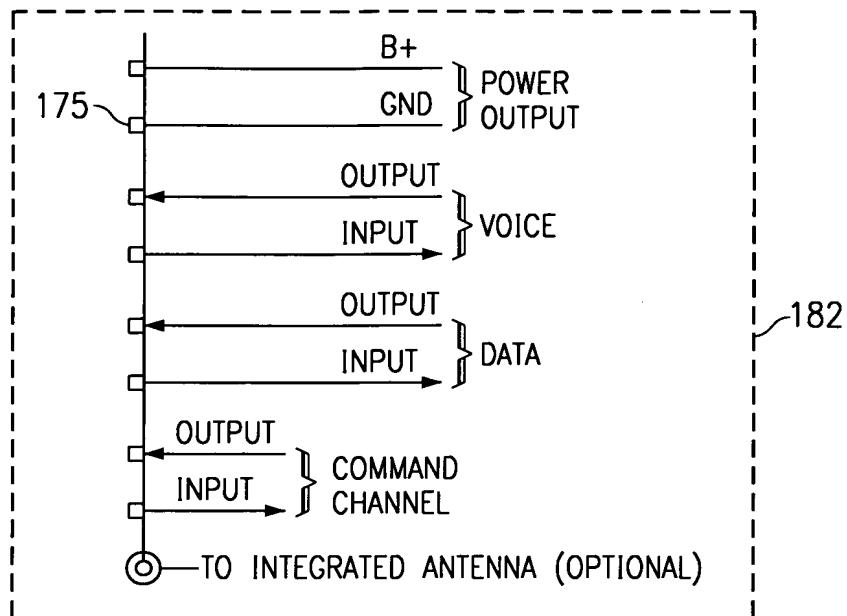 B+
175
GND
POWER
OUTPUT
OUTPUT
INPUT
VOICE
OUTPUT
INPUT
DATA
182
OUTPUT
INPUT
COMMAND
CHANNEL
TO INTEGRATED ANTENNA (OPTIONAL)